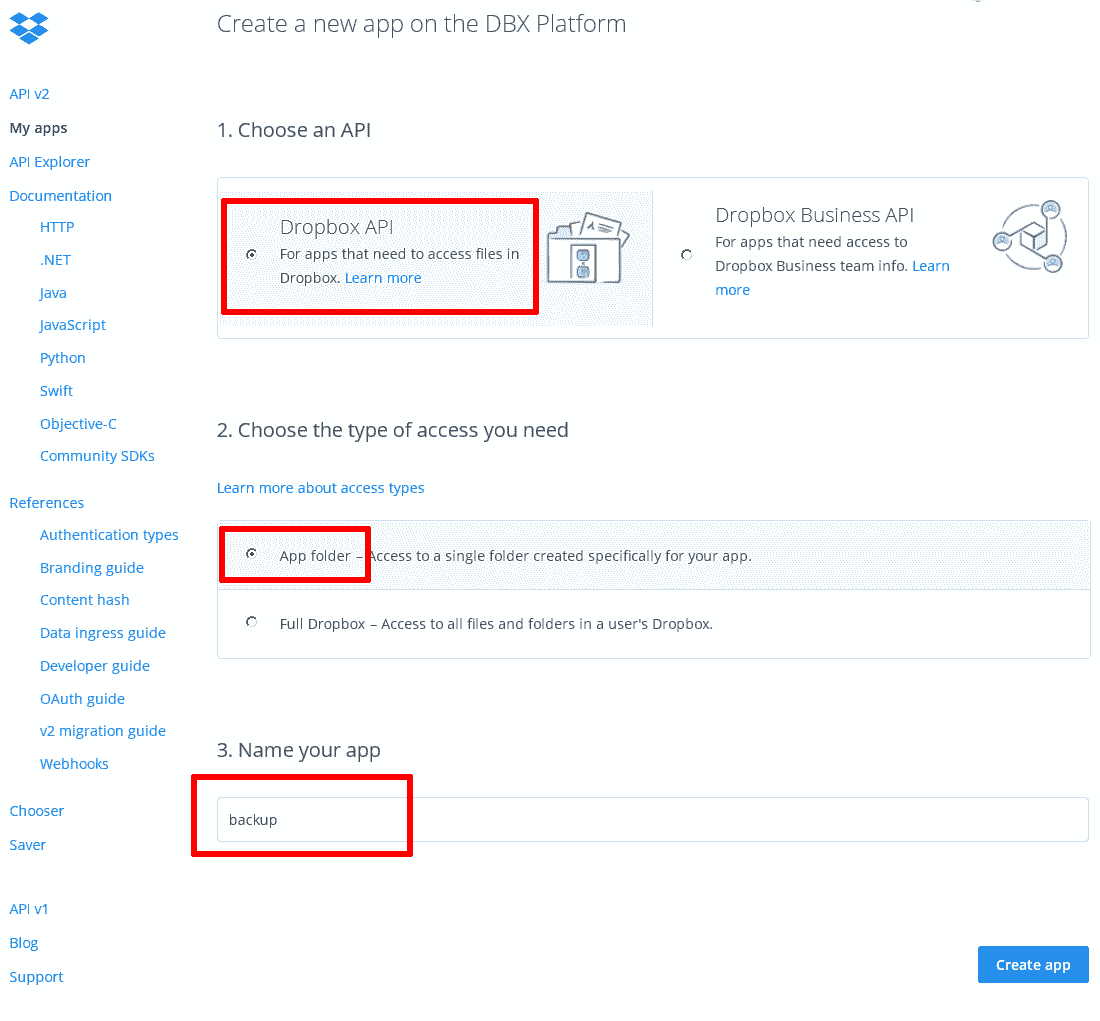 Create a new app on the DBX Platform
API v2
My apps
API Explorer
Documentation
HTTP
.NET
Java
JavaScript
Python
Swift
Objective-C
Community SDKs
References
Authentication types
Branding guide
Content hash
Data ingress guide
Developer guide
OAuth guide
v2 migration guide
Webhooks
Chooser
Saver
API v1
Blog
Support
1. Choose an API
Dropbox API
For apps that need to access files in
Dropbox. Learn more
Dropbox Business API
For apps that need access to
Dropbox Business team info. Learn
more
2. Choose the type of access you need
Learn more about access types
App folder – Access to a single folder created specifically for your app.
Full Dropbox – Access to all files and folders in a user's Dropbox.
3. Name your app
backup
Create app